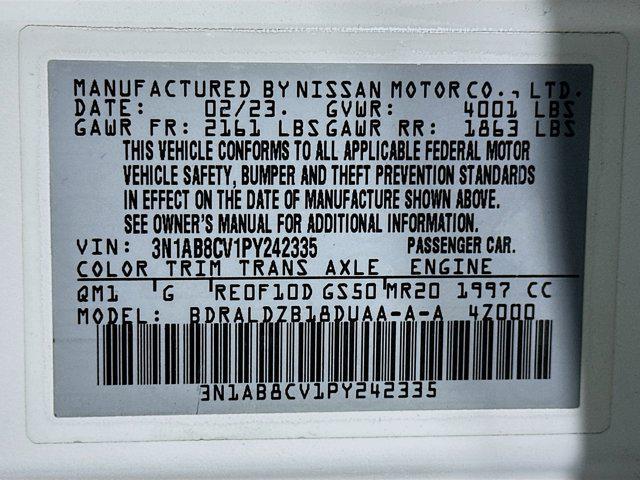 MANUFACTURED BY NISSAN MOTOR CO., LTD.
DATE: 02/23. GVWR: 4001 LBS
GAWR FR: 2161 LBS GAWR RR: 1863 LBS
THIS VEHICLE CONFORMS TO ALL APPLICABLE FEDERAL MOTOR
VEHICLE SAFETY, BUMPER AND THEFT PREVENTION STANDARDS
IN EFFECT ON THE DATE OF MANUFACTURE SHOWN ABOVE.
SEE OWNER'S MANUAL FOR ADDITIONAL INFORMATION.
VIN: 3N1AB8CV1PY242335 PASSENGER CAR.
COLOR TRIM TRANS AXLE ENGINE
QM1 G RE0F10D GS50 MR20 1997 CC
MODEL: BDRALDZB18DUAA-A-A 4Z000
3N1AB8CV1PY242335